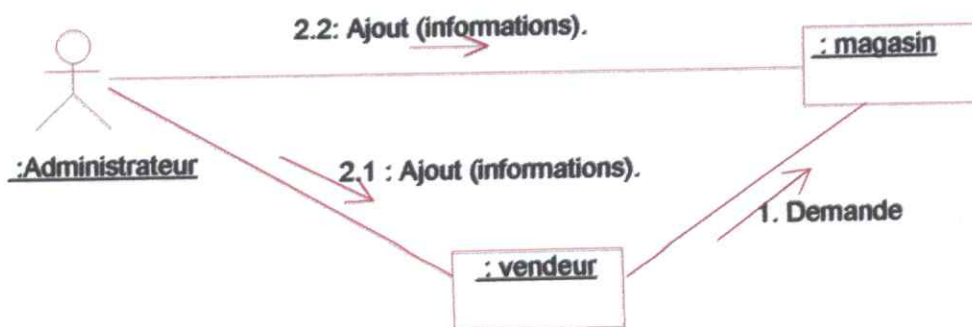 2.2: Ajout (informations).
: magasin
:Administrateur
2.1 : Ajout (informations).
1. Demande
: vendeur